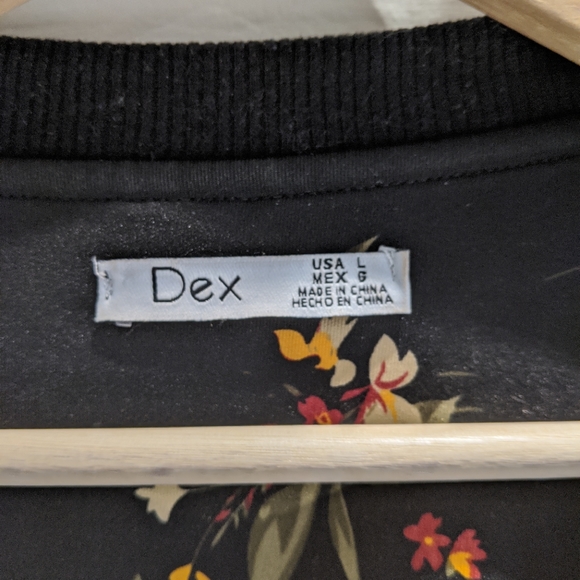 Dex
USA L
MEX G
MADE IN CHINA
HECHO EN CHINA